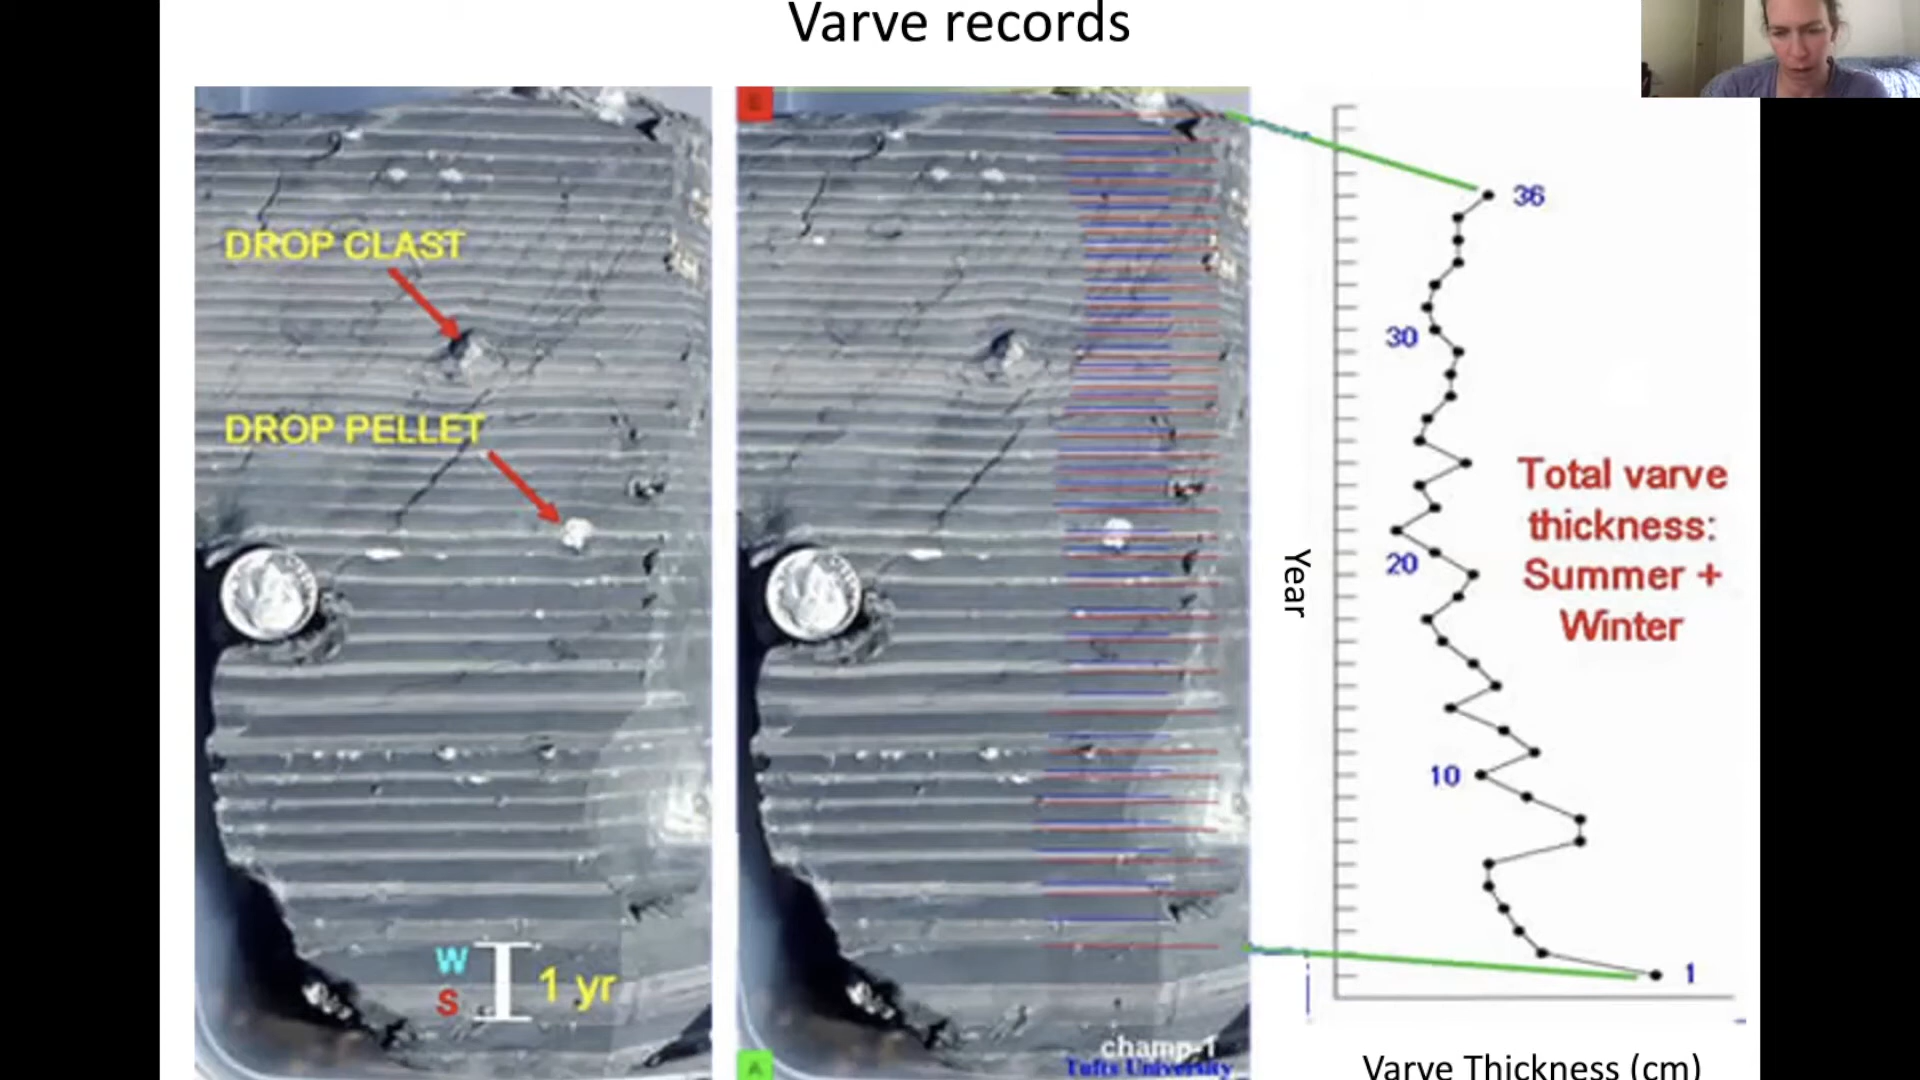 Varve records
DROP CLAST
DROP PELLET
W
S
1 yr
champ-1
Tufts University
A
Year
36
30
20
10
1
Total varve
thickness:
Summer +
Winter
Varve Thickness (cm)